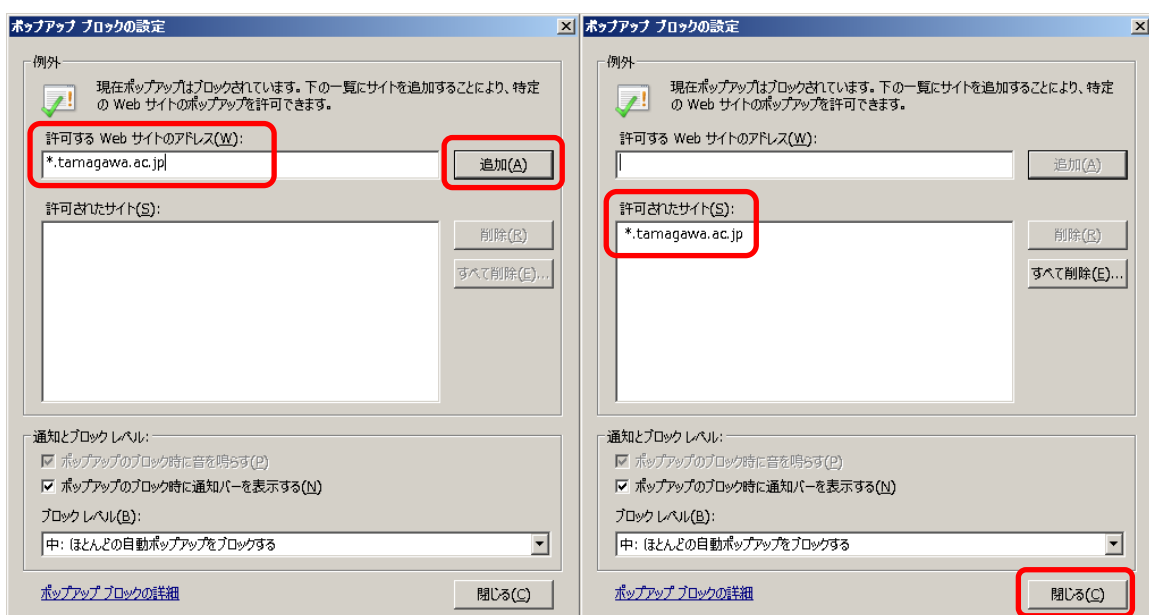 ポップアップ ブロックの設定
例外
現在ポップアップはブロックされています。下の一覧にサイトを追加することにより、特定
の Web サイトのポップアップを許可できます。
許可する Web サイトのアドレス(W):
*.tamagawa.ac.jp
追加(A)
許可されたサイト(S):
削除(R)
すべて削除(E)...
通知とブロック レベル:
ポップアップのブロック時に音を鳴らす(P)
ポップアップのブロック時に通知バーを表示する(N)
ブロック レベル(B):
中: ほとんどの自動ポップアップをブロックする
ポップアップ ブロックの詳細
閉じる(C)
ポップアップ ブロックの設定
例外
現在ポップアップはブロックされています。下の一覧にサイトを追加することにより、特定
の Web サイトのポップアップを許可できます。
許可する Web サイトのアドレス(W):
追加(A)
許可されたサイト(S):
*.tamagawa.ac.jp
削除(R)
すべて削除(E)...
通知とブロック レベル:
ポップアップのブロック時に音を鳴らす(P)
ポップアップのブロック時に通知バーを表示する(N)
ブロック レベル(B):
中: ほとんどの自動ポップアップをブロックする
ポップアップ ブロックの詳細
閉じる(C)